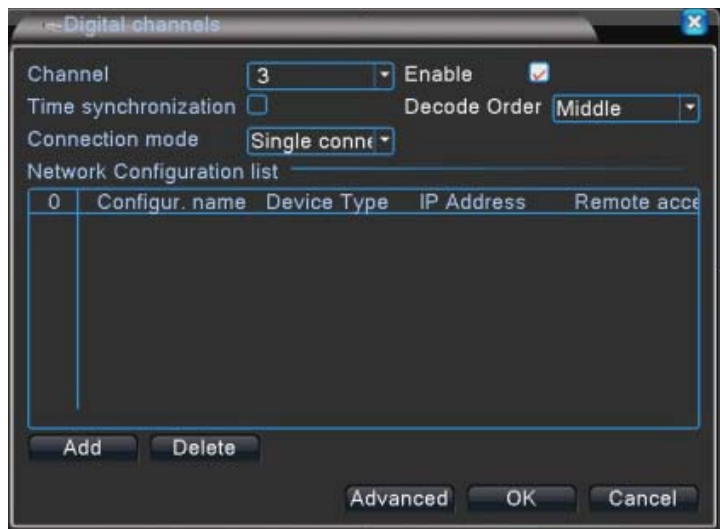 Digital channels
Channel 3 Enable
Time synchronization Decode Order Middle
Connection mode Single conne
Network Configuration list
0 Configur. name Device Type IP Address Remote acce
Add Delete
Advanced OK Cancel